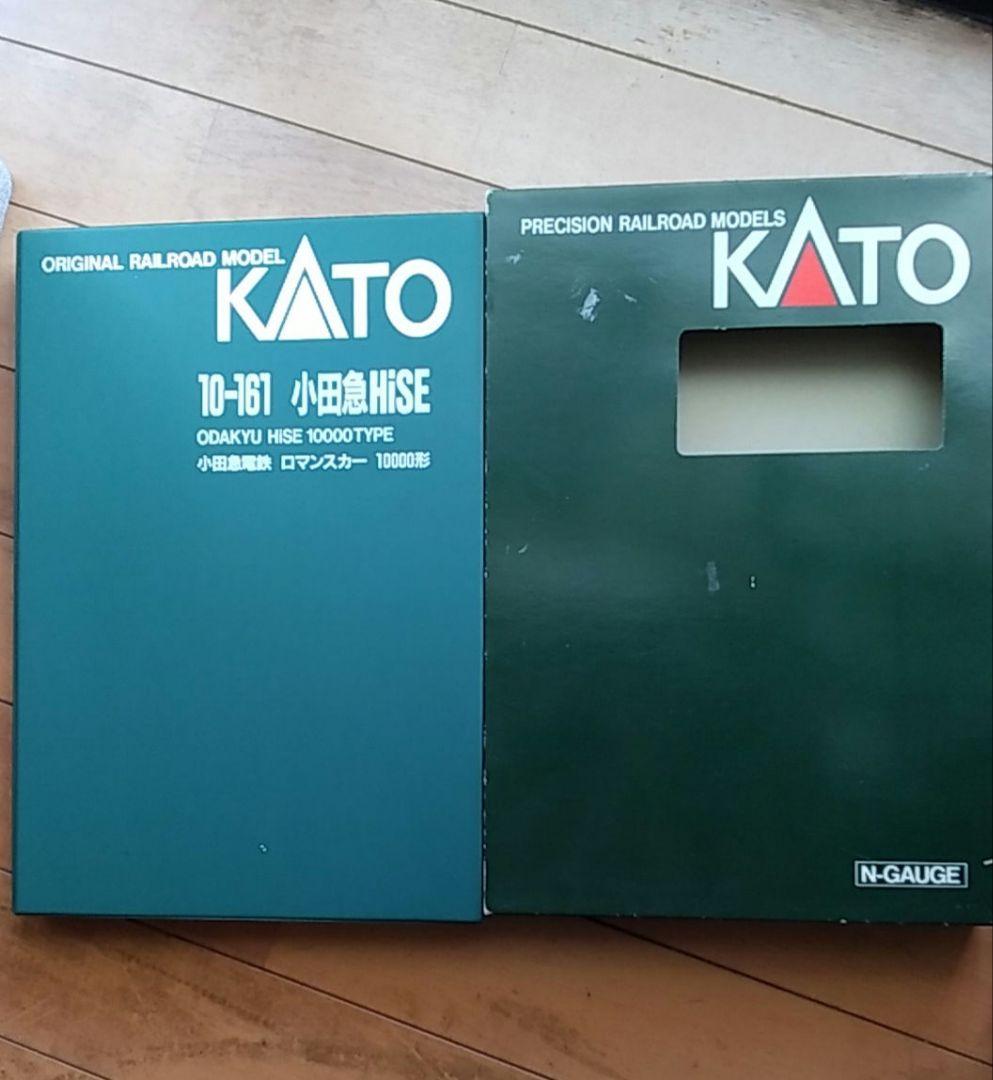 ORIGINAL RAILROAD MODEL
KATO
10-161 小田急HiSE
ODAKYU HiSE 10000TYPE
小田急電鉄 ロマンスカー 10000形
PRECISION RAILROAD MODELS
KATO
N-GAUGE